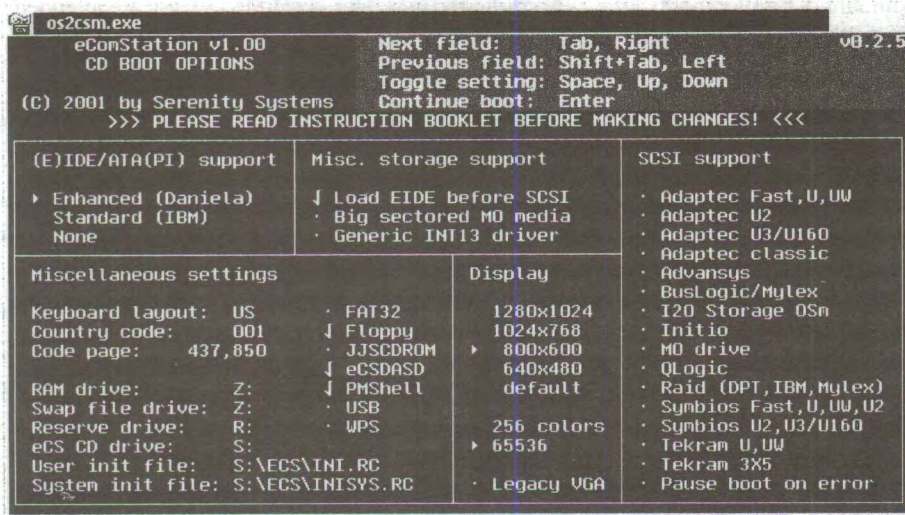 os2csm.exe
eComStation v1.00
CD BOOT OPTIONS
Next field: Tab, Right
Previous field: Shift+Tab, Left
Toggle setting: Space, Up, Down
Continue boot: Enter
v0.2.5
(C) 2001 by Serenity Systems
>>> PLEASE READ INSTRUCTION BOOKLET BEFORE MAKING CHANGES! <<<
(E)IDE/ATA(PI) support
▸ Enhanced (Daniela)
Standard (IBM)
None
Misc. storage support
√ Load EIDE before SCSI
· Big sectored MO media
· Generic INT13 driver
SCSI support
· Adaptec Fast,U,UW
· Adaptec U2
· Adaptec U3/U160
· Adaptec classic
· Advansys
· BusLogic/Mylex
· I2O Storage OSm
· Initio
· MO drive
· QLogic
· Raid (DPT,IBM,Mylex)
· Symbios Fast,U,UW,U2
· Symbios U2,U3/U160
· Tekram U,UW
· Tekram 3X5
· Pause boot on error
Miscellaneous settings
Keyboard layout: US
Country code: 001
Code page: 437,850
RAM drive: Z:
Swap file drive: Z:
Reserve drive: R:
eCS CD drive: S:
User init file: S:\ECS\INI.RC
System init file: S:\ECS\INISYS.RC
· FAT32
√ Floppy
· JJSCDROM
√ eCSDASD
√ PMShell
· USB
· WPS
Display
1280x1024
1024x768
▸ 800x600
640x480
default
256 colors
▸ 65536
· Legacy VGA